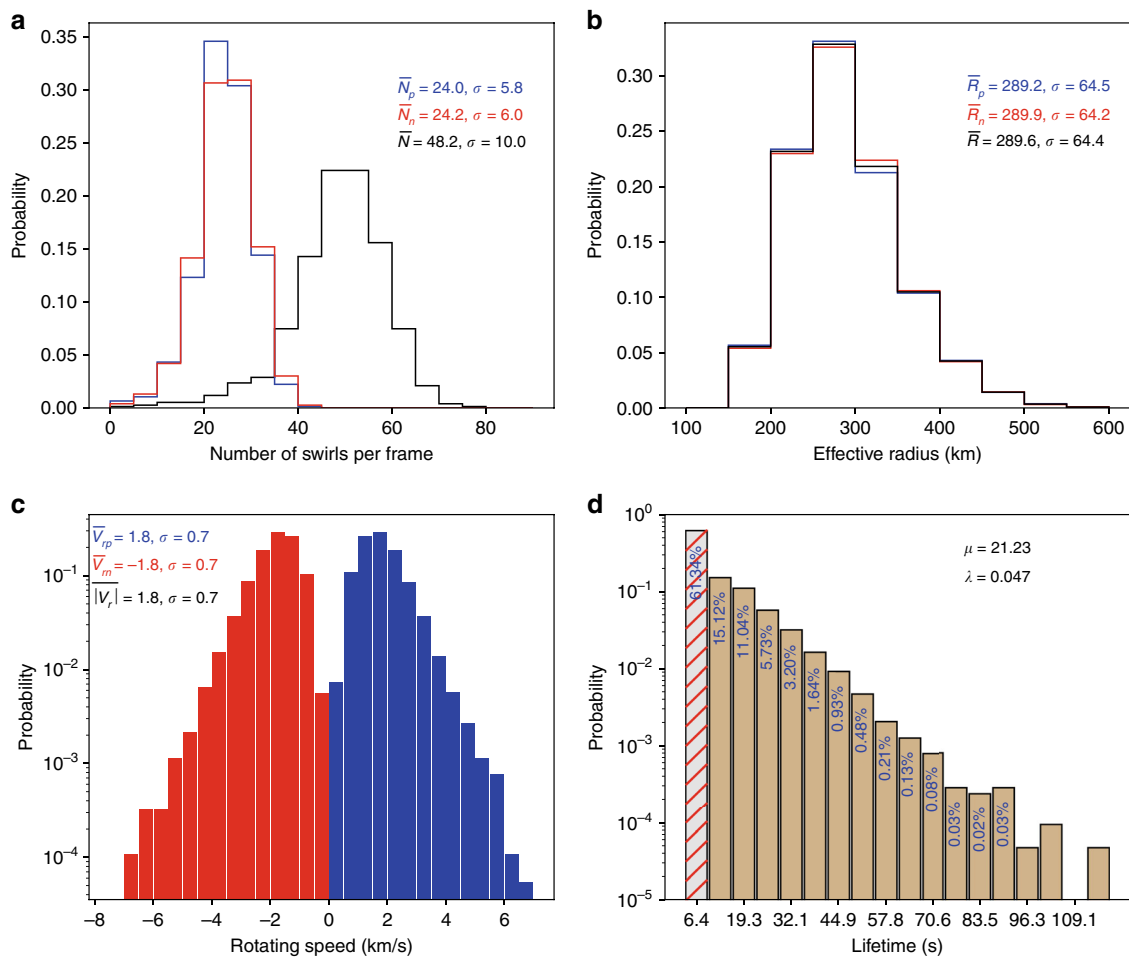 a
0.35
0.30
0.25
0.20
0.15
0.10
0.05
0.00
Probability
N̅p = 24.0, σ = 5.8
N̅n = 24.2, σ = 6.0
N̅ = 48.2, σ = 10.0
0 20 40 60 80
Number of swirls per frame
b
0.30
0.25
0.20
0.15
0.10
0.05
0.00
Probability
R̅p = 289.2, σ = 64.5
R̅n = 289.9, σ = 64.2
R̅ = 289.6, σ = 64.4
100 200 300 400 500 600
Effective radius (km)
c
10⁻¹
10⁻²
10⁻³
10⁻⁴
Probability
V̅rp = 1.8, σ = 0.7
V̅rn = −1.8, σ = 0.7
|Vr| = 1.8, σ = 0.7
−8 −6 −4 −2 0 2 4 6
Rotating speed (km/s)
d
10⁰
10⁻¹
10⁻²
10⁻³
10⁻⁴
10⁻⁵
Probability
μ = 21.23
λ = 0.047
61.34%
15.12%
11.04%
5.73%
3.20%
1.64%
0.93%
0.48%
0.21%
0.13%
0.08%
0.03%
0.02%
0.03%
6.4 19.3 32.1 44.9 57.8 70.6 83.5 96.3 109.1
Lifetime (s)